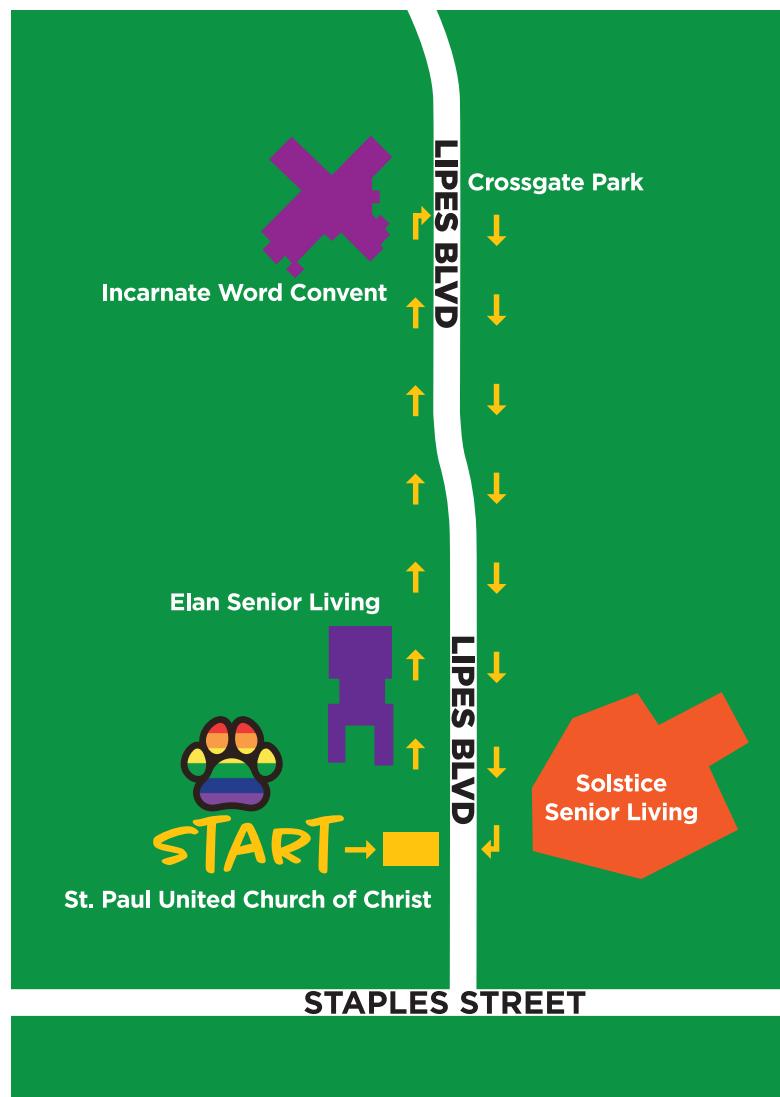 LIPES BLVD
Crossgate Park
Incarnate Word Convent
Elan Senior Living
LIPES BLVD
Solstice
Senior Living
START
St. Paul United Church of Christ
STAPLES STREET